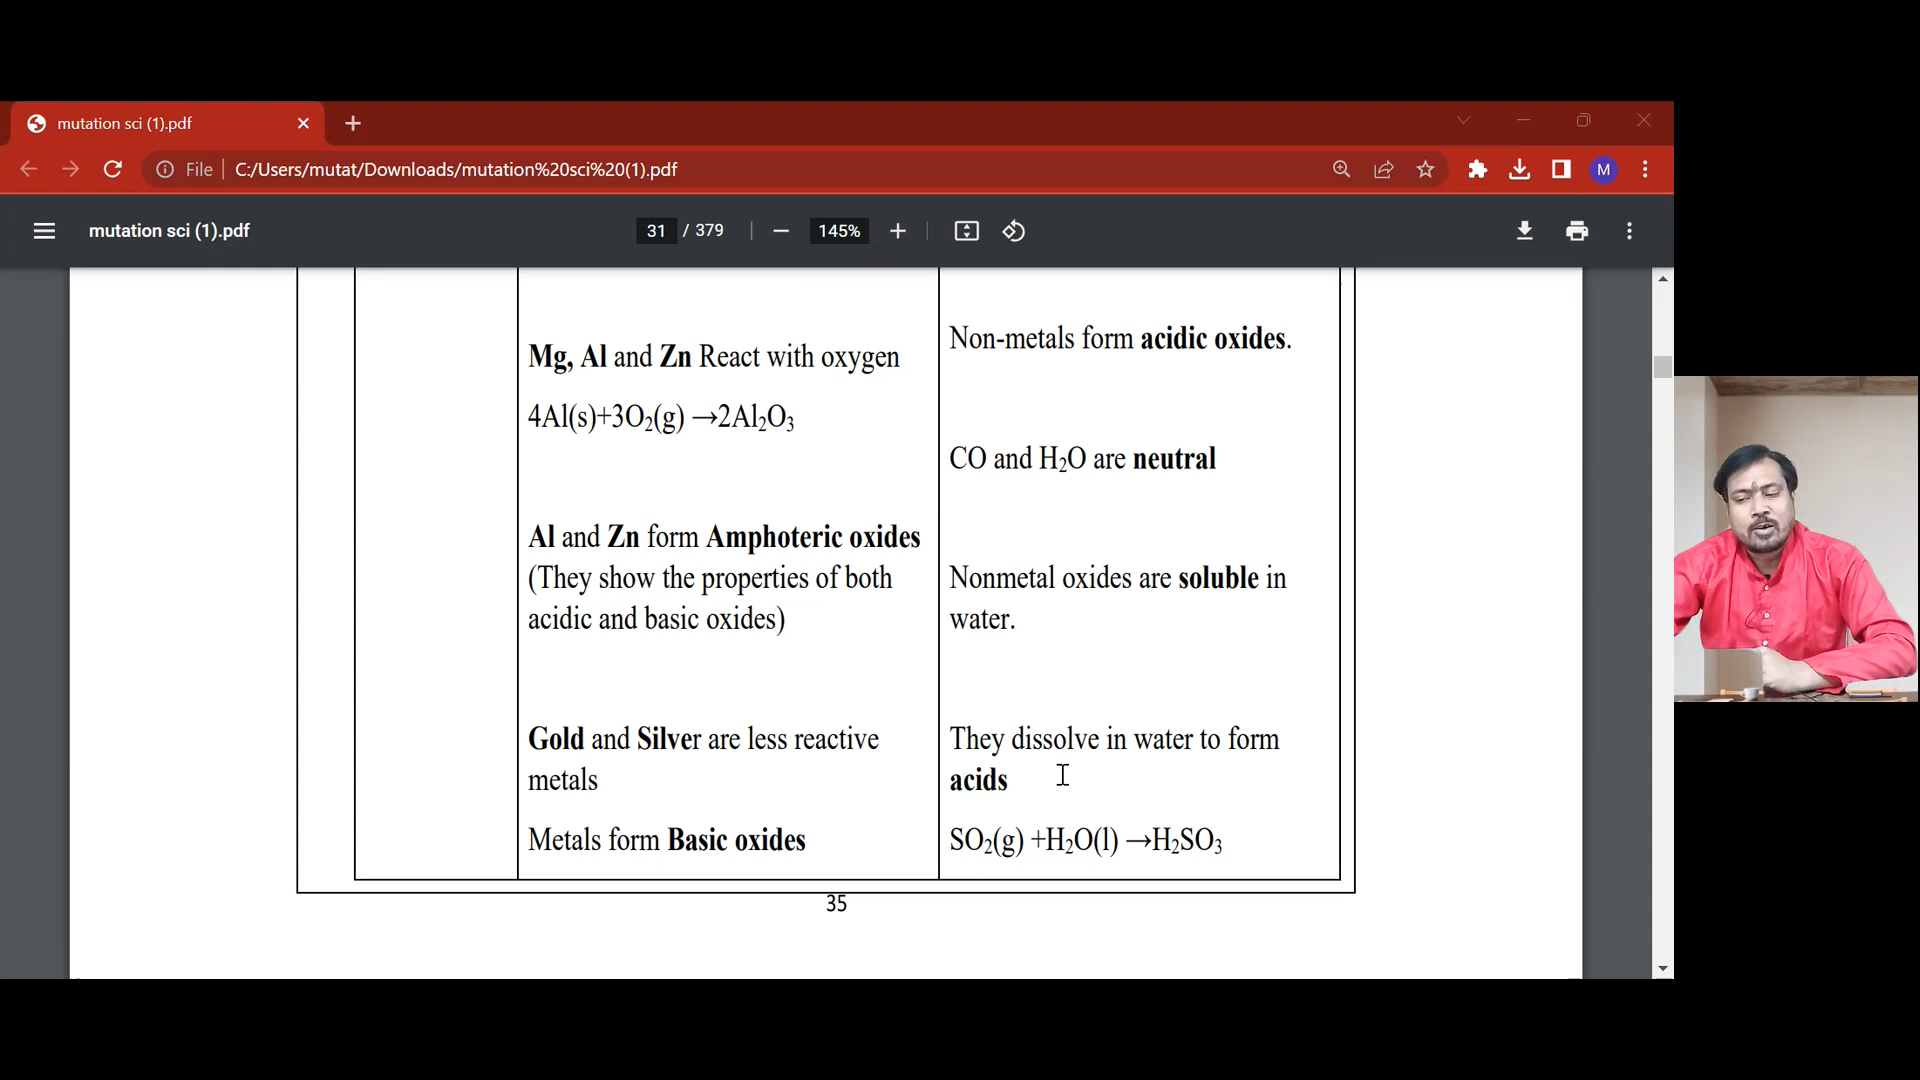 mutation sci (1).pdf
File
C:/Users/mutat/Downloads/mutation%20sci%20(1).pdf
M
mutation sci (1).pdf
31 / 379
145%
Mg, Al and Zn React with oxygen
4Al(s)+3O₂(g) →2Al₂O₃
Al and Zn form Amphoteric oxides
(They show the properties of both
acidic and basic oxides)
Gold and Silver are less reactive
metals
Metals form Basic oxides
Non-metals form acidic oxides.
CO and H₂O are neutral
Nonmetal oxides are soluble in
water.
They dissolve in water to form
acids
SO₂(g) +H₂O(l) →H₂SO₃
35